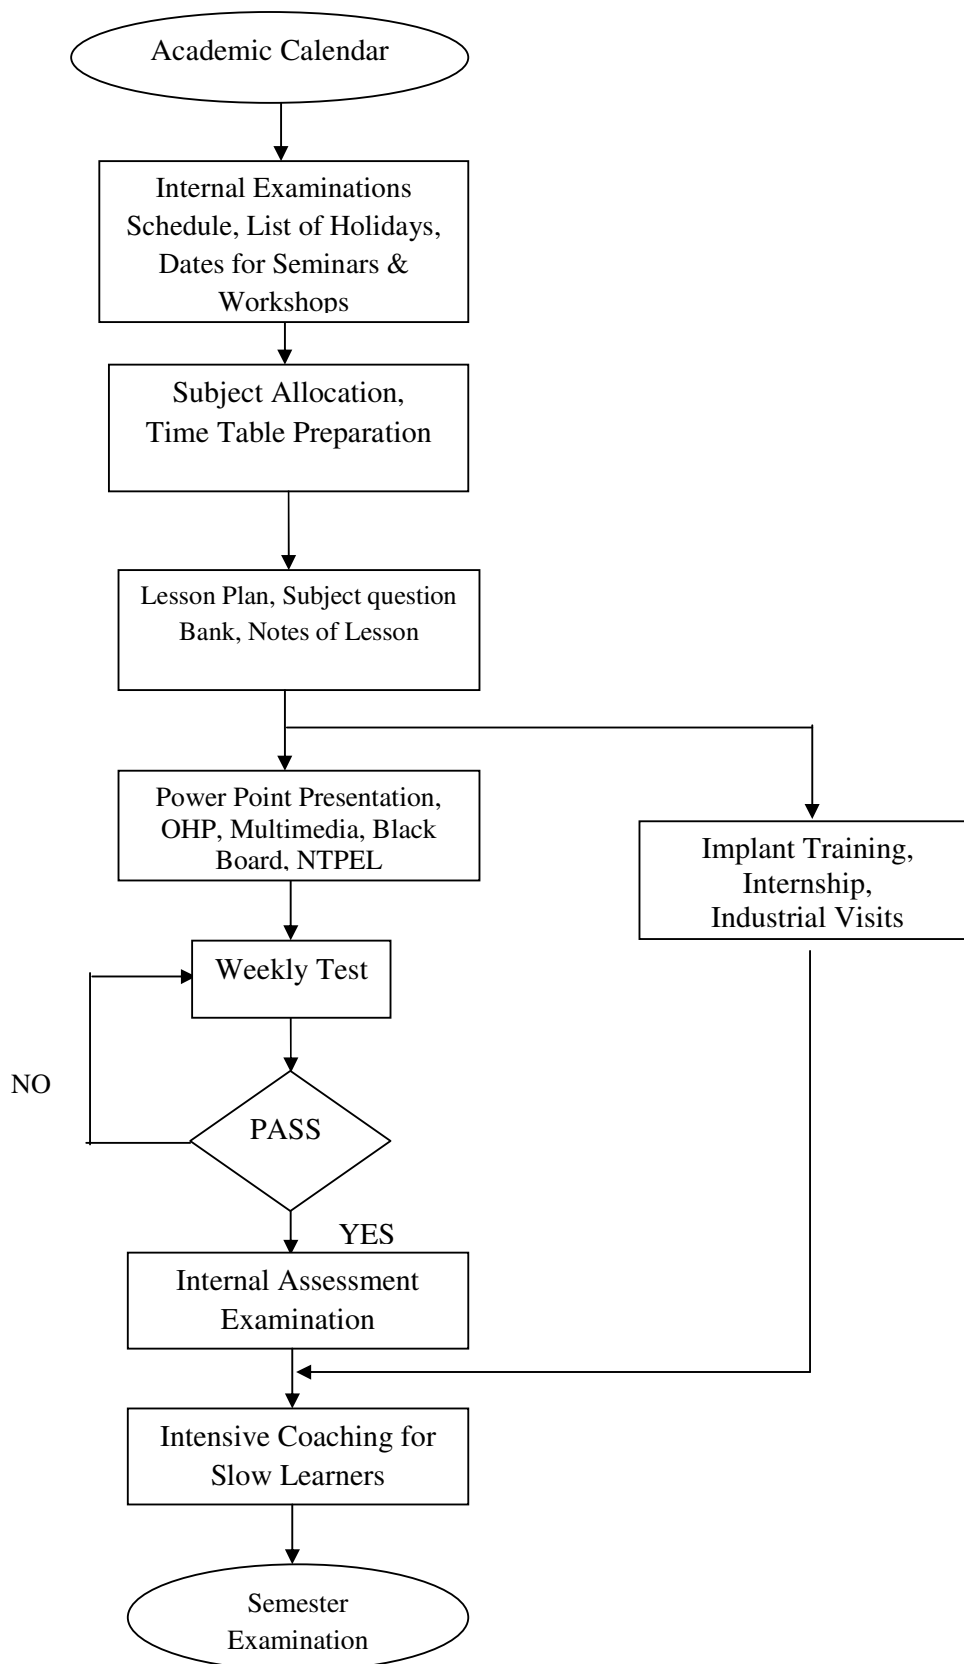 Academic Calendar
Internal Examinations
Schedule, List of Holidays,
Dates for Seminars &
Workshops
Subject Allocation,
Time Table Preparation
Lesson Plan, Subject question
Bank, Notes of Lesson
Power Point Presentation,
OHP, Multimedia, Black
Board, NTPEL
Implant Training,
Internship,
Industrial Visits
Weekly Test
NO
PASS
YES
Internal Assessment
Examination
Intensive Coaching for
Slow Learners
Semester
Examination